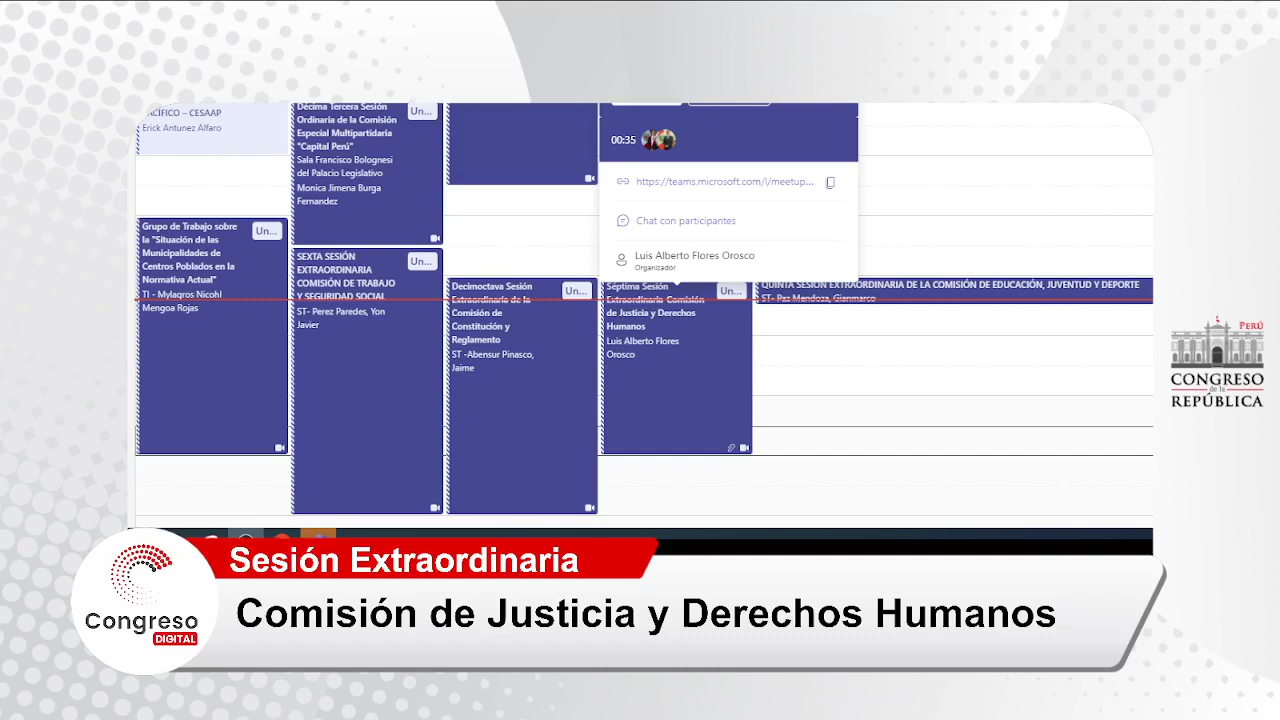 CÍFICO – CESAAP
Erick Antunez Alfaro
Décima Tercera Sesión
Ordinaria de la Comisión
Especial Multipartidaria
"Capital Perú"
Sala Francisco Bolognesi
del Palacio Legislativo
Monica Jimena Burga
Fernandez
Un...
00:35
https://teams.microsoft.com/l/meetup...
Chat con participantes
Luis Alberto Flores Orosco
Organizador
Grupo de Trabajo sobre
la "Situación de las
Municipalidades de
Centros Poblados en la
Normativa Actual"
TI - Mylagros Nicohl
Mengoa Rojas
Un...
SEXTA SESIÓN
EXTRAORDINARIA
COMISIÓN DE TRABAJO
Y SEGURIDAD SOCIAL
ST- Perez Paredes, Yon
Javier
Un...
Decimoctava Sesión
Extraordinaria de la
Comisión de
Constitución y
Reglamento
ST -Abensur Pinasco,
Jaime
Un...
Séptima Sesión
Extraordinaria Comisión
de Justicia y Derechos
Humanos
Luis Alberto Flores
Orosco
Un...
QUINTA SESIÓN EXTRAORDINARIA DE LA COMISIÓN DE EDUCACIÓN, JUVENTUD Y DEPORTE
ST- Paz Mendoza, Gianmarco
PERÚ
CONGRESO
de la
REPÚBLICA
Sesión Extraordinaria
Comisión de Justicia y Derechos Humanos
Congreso
DIGITAL